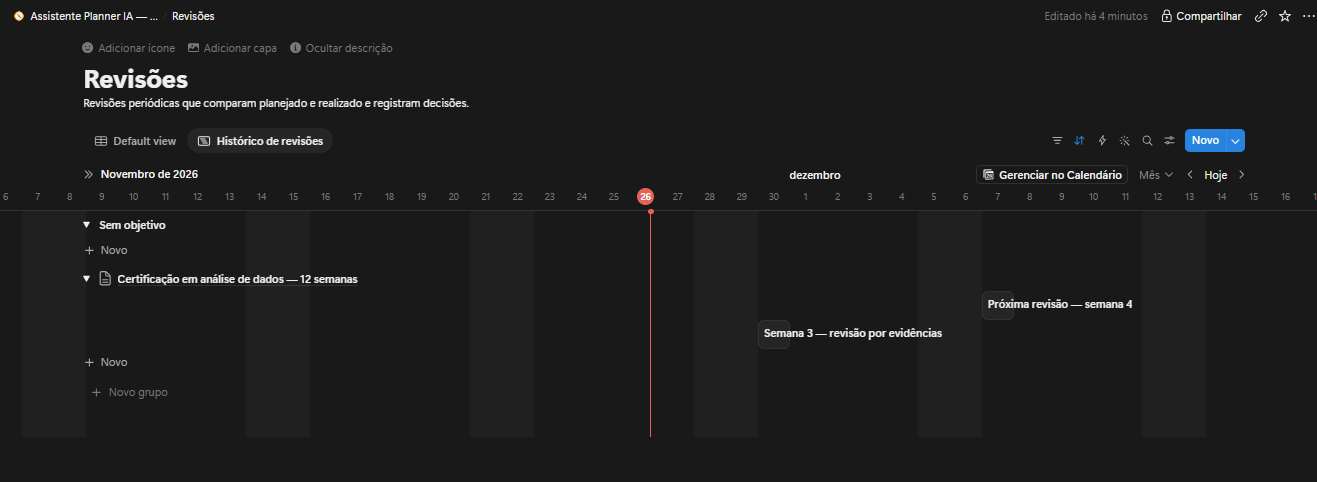 Assistente Planner IA — ... / Revisões
Editado há 4 minutos Compartilhar
Adicionar ícone Adicionar capa Ocultar descrição
Revisões
Revisões periódicas que comparam planejado e realizado e registram decisões.
Default view Histórico de revisões
Novo
Novembro de 2026 dezembro Gerenciar no Calendário Mês Hoje
6 7 8 9 10 11 12 13 14 15 16 17 18 19 20 21 22 23 24 25 26 27 28 29 30 1 2 3 4 5 6 7 8 9 10 11 12 13 14 15 16
Sem objetivo
+ Novo
Certificação em análise de dados — 12 semanas
Próxima revisão — semana 4
Semana 3 — revisão por evidências
+ Novo
+ Novo grupo